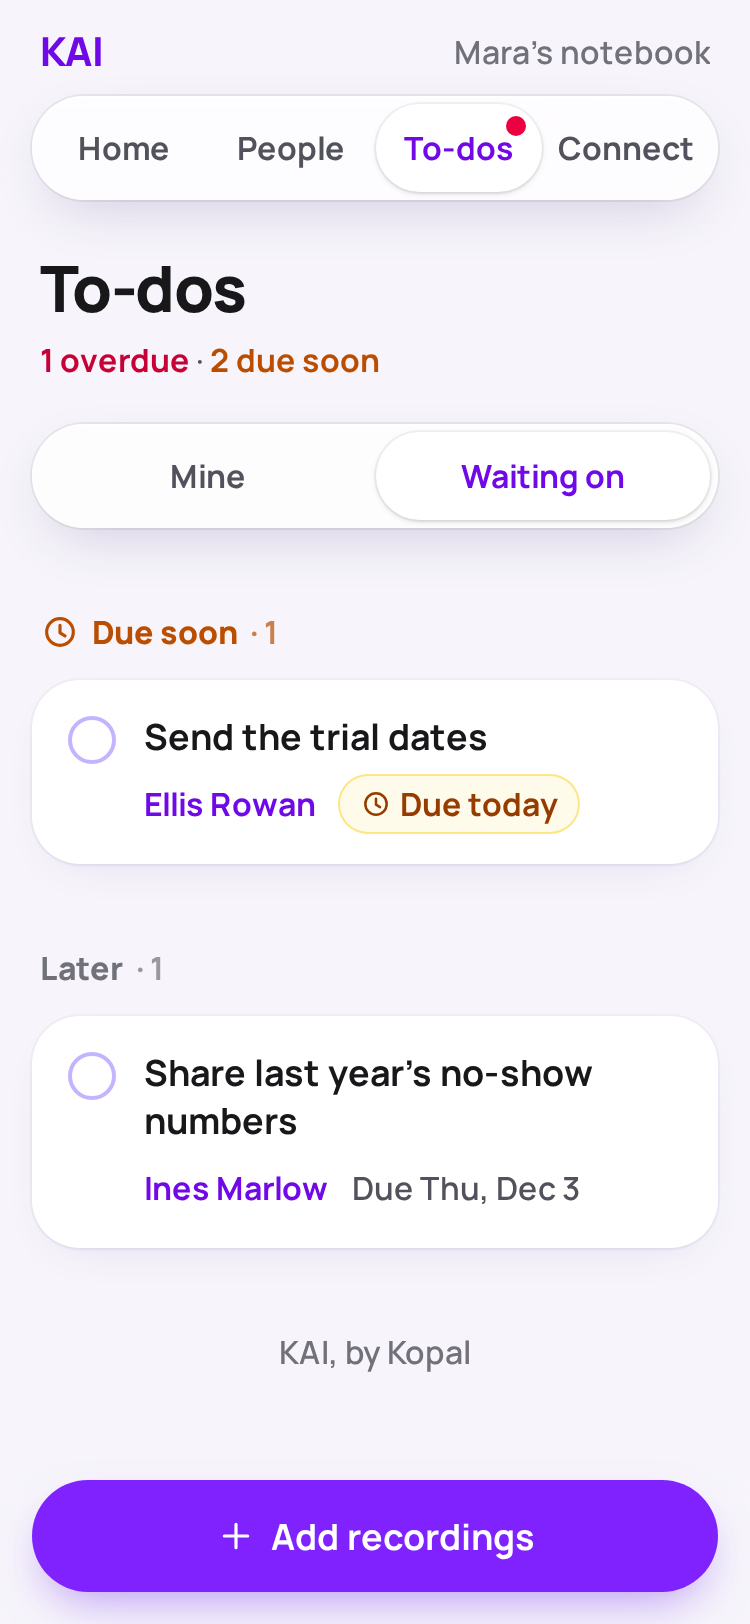 KAI
Mara’s notebook
Home People To-dos Connect
To-dos
1 overdue · 2 due soon
Mine Waiting on
Due soon · 1
Send the trial dates
Ellis Rowan Due today
Later · 1
Share last year’s no-show
numbers
Ines Marlow Due Thu, Dec 3
KAI, by Kopal
+ Add recordings